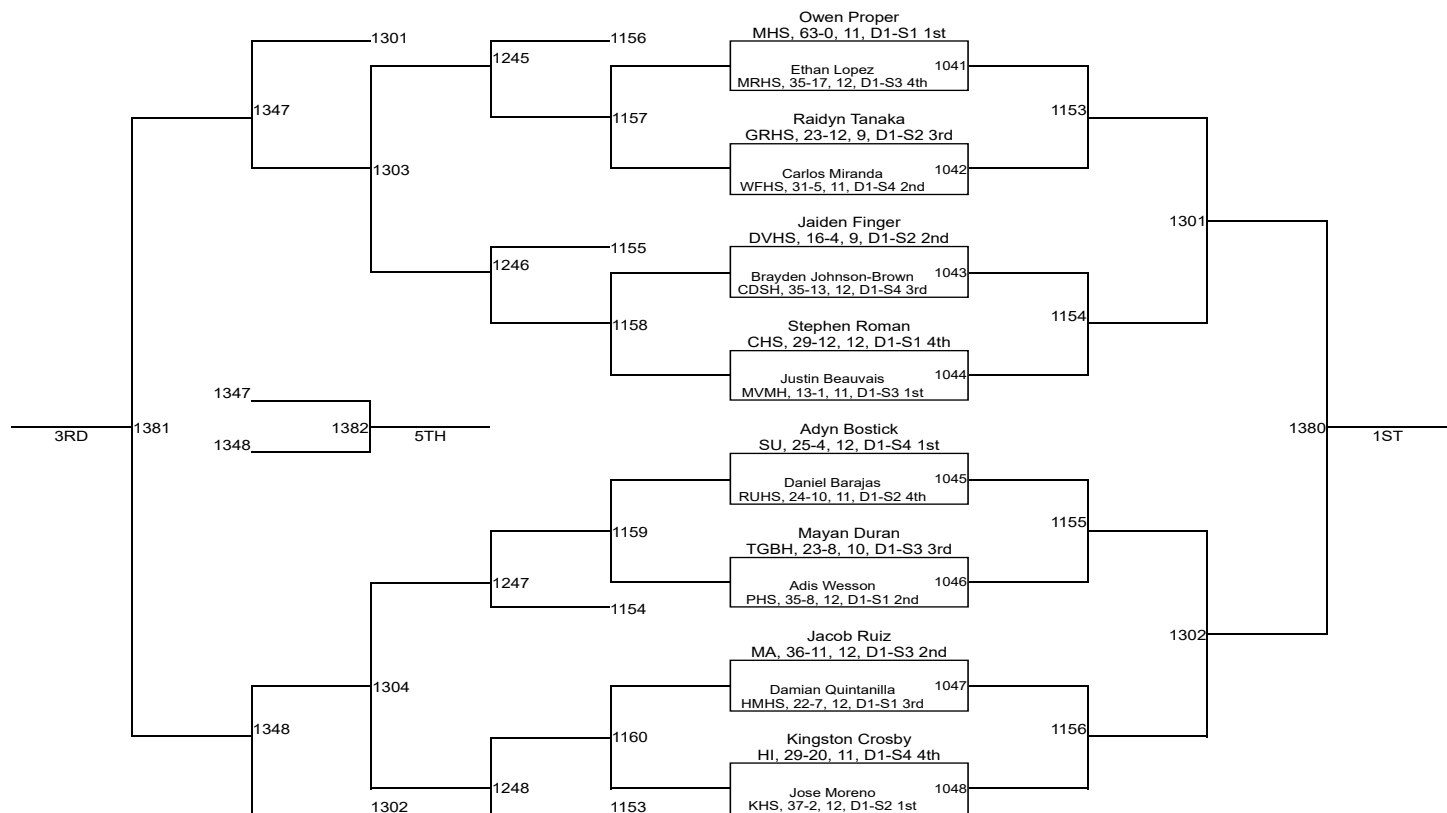 Owen Proper
MHS, 63-0, 11, D1-S1 1st
1301
1156
1245
Ethan Lopez
1041
MRHS, 35-17, 12, D1-S3 4th
1347
1153
1157
Raidyn Tanaka
GRHS, 23-12, 9, D1-S2 3rd
1303
Carlos Miranda
1042
WFHS, 31-5, 11, D1-S4 2nd
Jaiden Finger
1301
DVHS, 16-4, 9, D1-S2 2nd
1155
1246
Brayden Johnson-Brown
1043
CDSH, 35-13, 12, D1-S4 3rd
1154
1158
Stephen Roman
CHS, 29-12, 12, D1-S1 4th
Justin Beauvais
1044
MVMH, 13-1, 11, D1-S3 1st
1347
1381
1382
3RD
5TH
1348
Adyn Bostick
1380
1ST
SU, 25-4, 12, D1-S4 1st
Daniel Barajas
1045
RUHS, 24-10, 11, D1-S2 4th
1155
1159
Mayan Duran
TGBH, 23-8, 10, D1-S3 3rd
1247
Adis Wesson
1046
PHS, 35-8, 12, D1-S1 2nd
1154
Jacob Ruiz
1302
MA, 36-11, 12, D1-S3 2nd
1304
Damian Quintanilla
1047
HMHS, 22-7, 12, D1-S1 3rd
1348
1156
1160
Kingston Crosby
HI, 29-20, 11, D1-S4 4th
1248
Jose Moreno
1048
KHS, 37-2, 12, D1-S2 1st
1302
1153